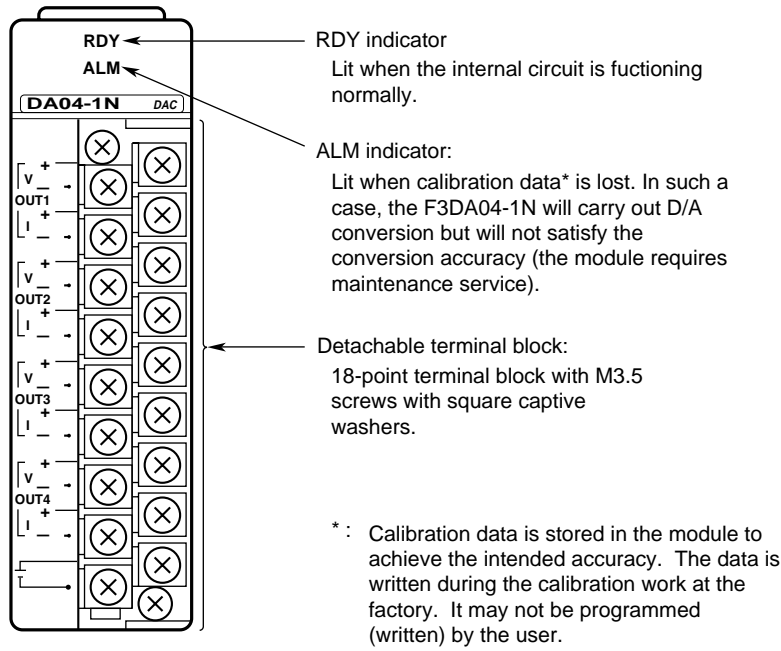 RDY
ALM
DA04-1N DAC
+
V
–
OUT1
+
I
–
+
V
–
OUT2
+
I
–
+
V
–
OUT3
+
I
–
+
V
–
OUT4
+
I
–
RDY indicator
Lit when the internal circuit is fuctioning
normally.
ALM indicator:
Lit when calibration data* is lost. In such a
case, the F3DA04-1N will carry out D/A
conversion but will not satisfy the
conversion accuracy (the module requires
maintenance service).
Detachable terminal block:
18-point terminal block with M3.5
screws with square captive
washers.
* : Calibration data is stored in the module to
achieve the intended accuracy. The data is
written during the calibration work at the
factory. It may not be programmed
(written) by the user.